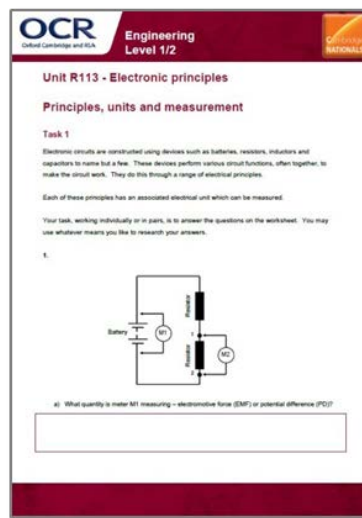 OCR
Oxford Cambridge and RSA
Engineering
Level 1/2
Cambridge
NATIONALS
Unit R113 - Electronic principles
Principles, units and measurement
Task 1
Electronic circuits are constructed using devices such as batteries, resistors, inductors and
capacitors to name but a few. These devices perform various circuit functions, often together, to
make the circuit work. They do this through a range of electrical principles.
Each of these principles has an associated electrical unit which can be measured.
Your task, working individually or in pairs, is to answer the questions on the worksheet. You may
use whatever means you like to research your answers.
1.
Resistor
Battery
M1
1
Resistor
M2
2
a) What quantity is meter M1 measuring – electromotive force (EMF) or potential difference (PD)?